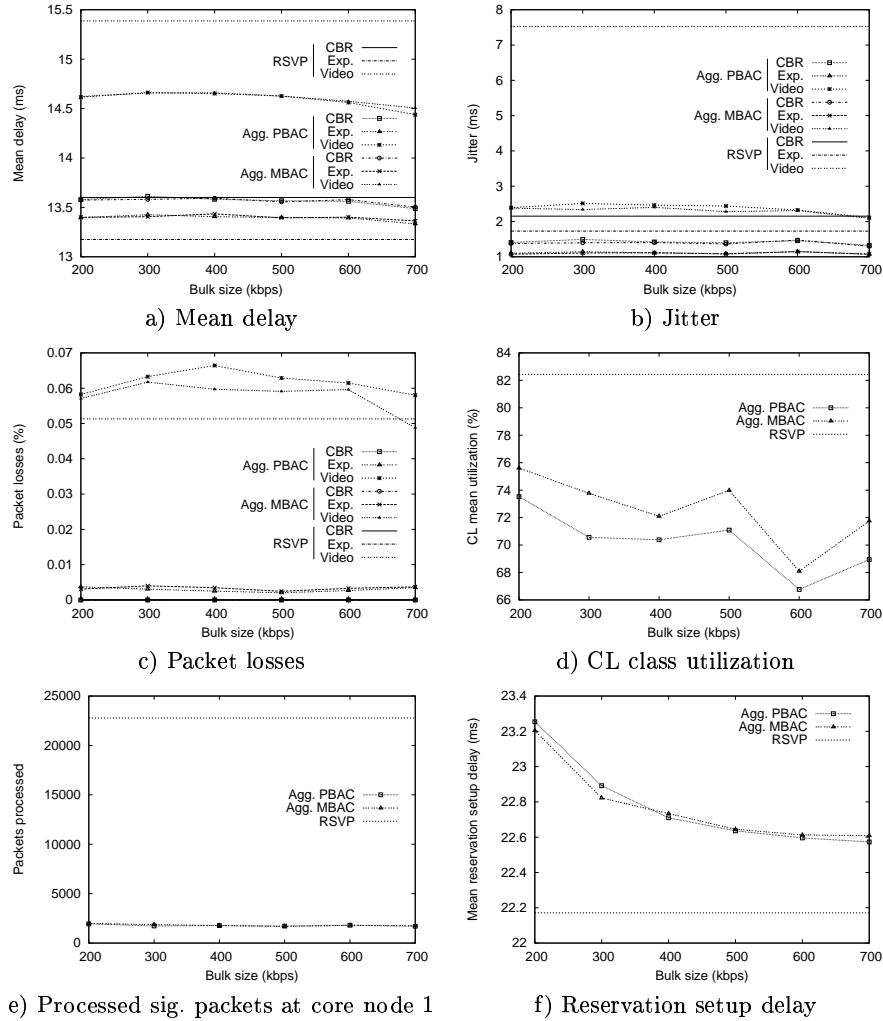 15.5
15
14.5
14
13.5
13
200 300 400 500 600 700
Mean delay (ms)
Bulk size (kbps)
RSVP
CBR
Exp.
Video
Agg. PBAC
CBR
Exp.
Video
Agg. MBAC
CBR
Exp.
Video
a) Mean delay
8
7
6
5
4
3
2
1
200 300 400 500 600 700
Jitter (ms)
Bulk size (kbps)
Agg. PBAC
CBR
Exp.
Video
Agg. MBAC
CBR
Exp.
Video
RSVP
CBR
Exp.
Video
b) Jitter
0.07
0.06
0.05
0.04
0.03
0.02
0.01
0
200 300 400 500 600 700
Packet losses (%)
Bulk size (kbps)
Agg. PBAC
CBR
Exp.
Video
Agg. MBAC
CBR
Exp.
Video
RSVP
CBR
Exp.
Video
c) Packet losses
84
82
80
78
76
74
72
70
68
66
200 300 400 500 600 700
CL mean utilization (%)
Bulk size (kbps)
Agg. PBAC
Agg. MBAC
RSVP
d) CL class utilization
25000
20000
15000
10000
5000
0
200 300 400 500 600 700
Packets processed
Bulk size (kbps)
Agg. PBAC
Agg. MBAC
RSVP
e) Processed sig. packets at core node 1
23.4
23.2
23
22.8
22.6
22.4
22.2
22
200 300 400 500 600 700
Mean reservation setup delay (ms)
Bulk size (kbps)
Agg. PBAC
Agg. MBAC
RSVP
f) Reservation setup delay